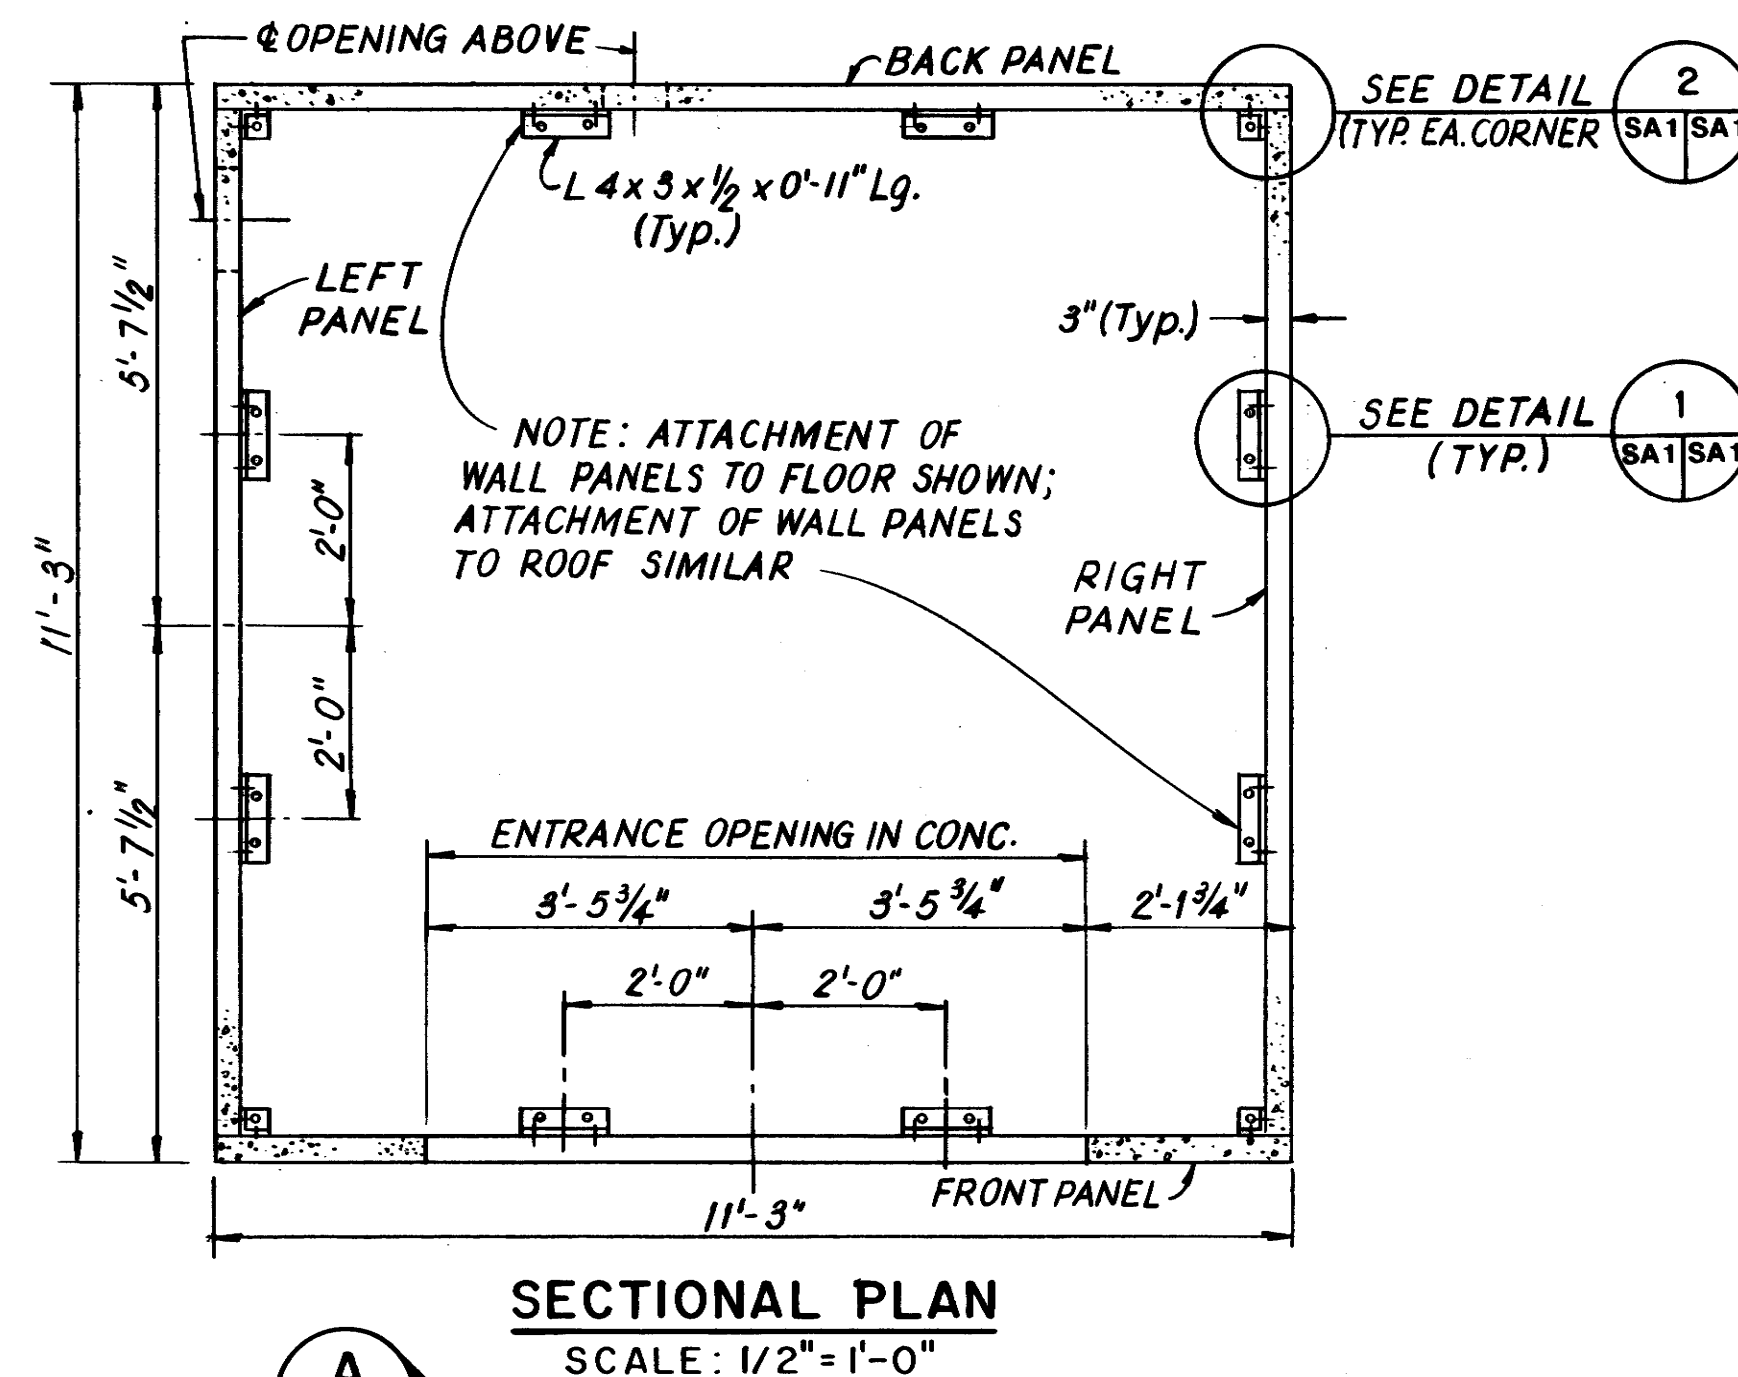 ℄ OPENING ABOVE
BACK PANEL
SEE DETAIL
(TYP. EA. CORNER
2
SA1 SA1
L 4 x 3 x 1/2 x 0'-11" Lg.
(Typ.)
LEFT
PANEL
5'-7 1/2"
3" (Typ.)
SEE DETAIL
(TYP.)
1
SA1 SA1
NOTE: ATTACHMENT OF
WALL PANELS TO FLOOR SHOWN;
ATTACHMENT OF WALL PANELS
TO ROOF SIMILAR
2'-0"
11'-3"
RIGHT
PANEL
2'-0"
5'-7 1/2"
ENTRANCE OPENING IN CONC.
3'-5 3/4"
3'-5 3/4"
2'-1 3/4"
2'-0"
2'-0"
FRONT PANEL
11'-3"
SECTIONAL PLAN
SCALE: 1/2"=1'-0"
A